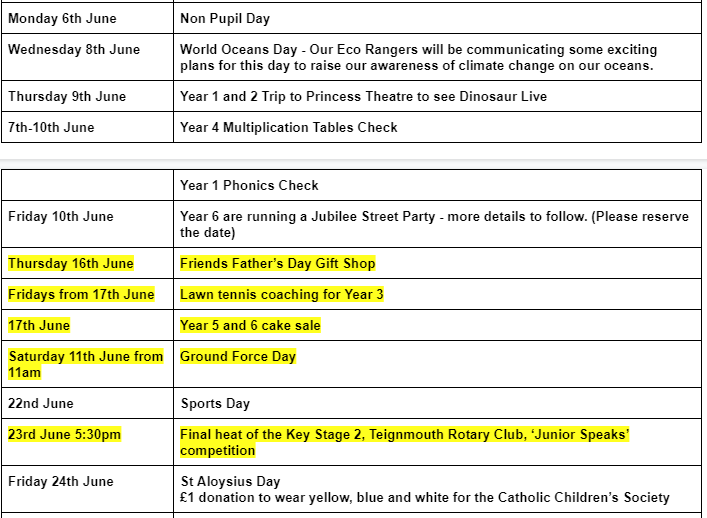 Monday 6th June
Non Pupil Day
Wednesday 8th June
World Oceans Day - Our Eco Rangers will be communicating some exciting
plans for this day to raise our awareness of climate change on our oceans.
Thursday 9th June
Year 1 and 2 Trip to Princess Theatre to see Dinosaur Live
7th-10th June
Year 4 Multiplication Tables Check
Year 1 Phonics Check
Friday 10th June
Year 6 are running a Jubilee Street Party - more details to follow. (Please reserve
the date)
Thursday 16th June
Friends Father's Day Gift Shop
Fridays from 17th June
Lawn tennis coaching for Year 3
17th June
Year 5 and 6 cake sale
Saturday 11th June from
11am
Ground Force Day
22nd June
Sports Day
23rd June 5:30pm
Final heat of the Key Stage 2, Teignmouth Rotary Club, ‘Junior Speaks’
competition
Friday 24th June
St Aloysius Day
£1 donation to wear yellow, blue and white for the Catholic Children’s Society